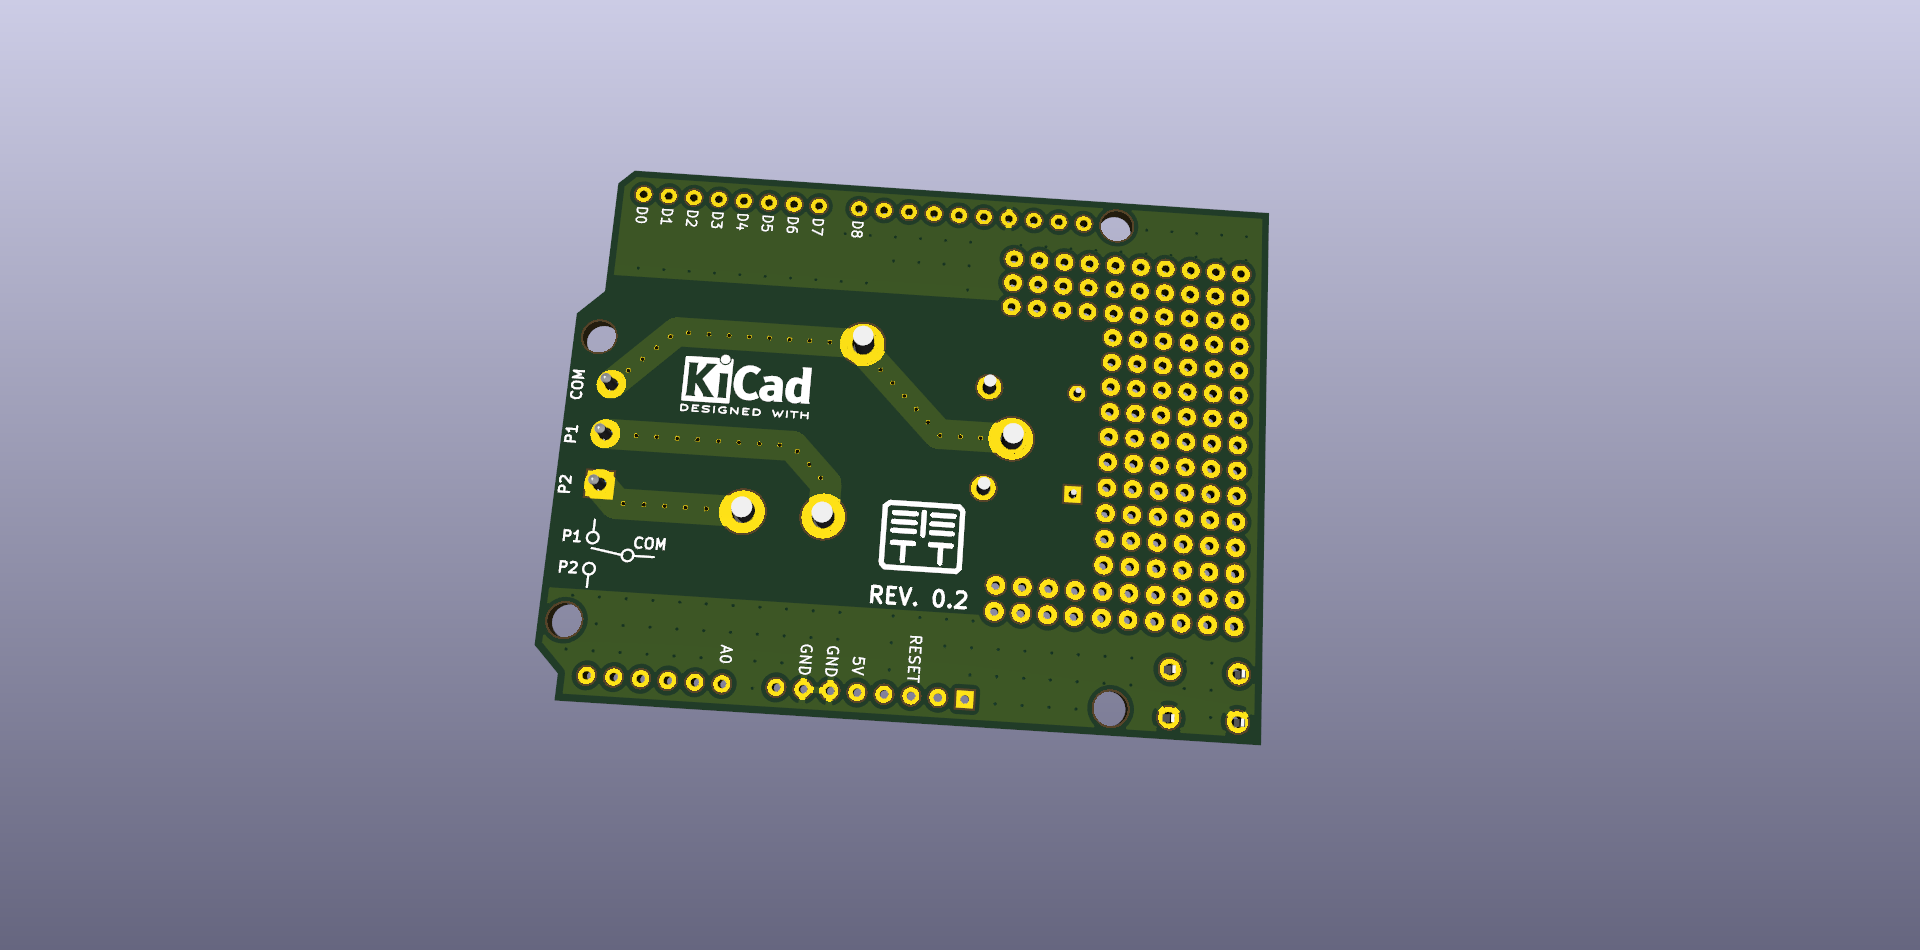 D0
D1
D2
D3
D4
D5
D6
D7
D8
KiCad
DESIGNED WITH
COM
P1
P2
P1
COM
P2
REV. 0.2
A0
GND
GND
5V
RESET